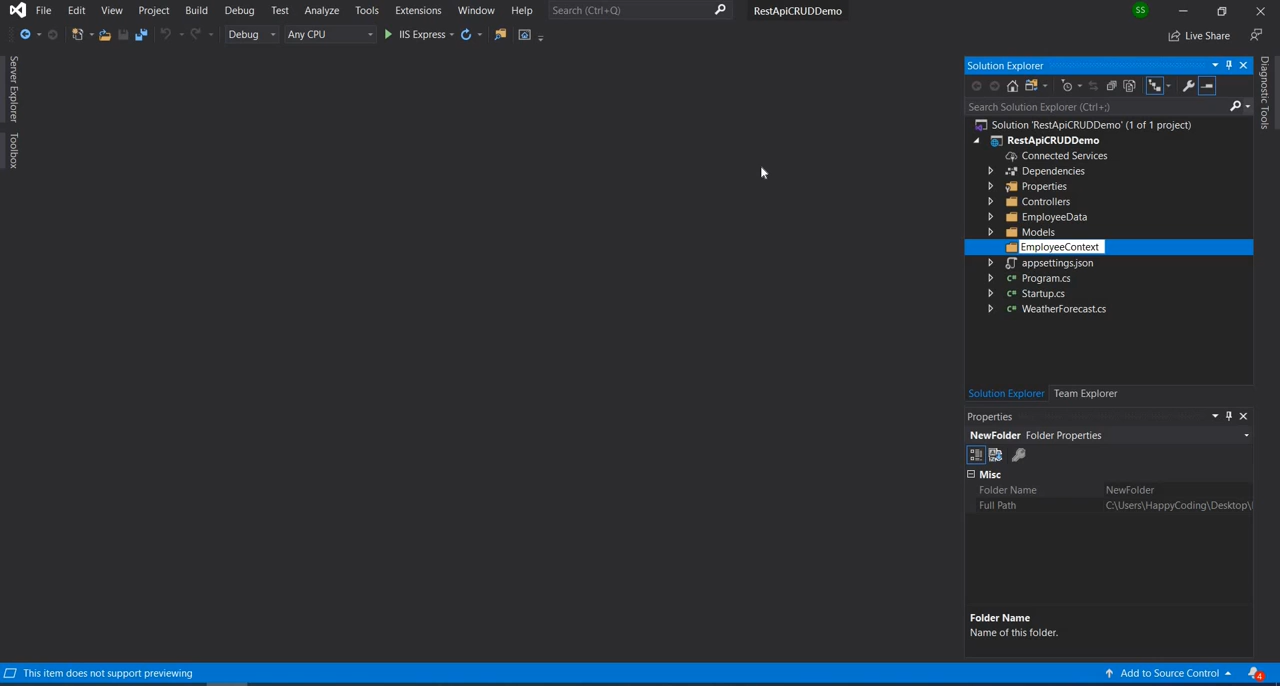 File Edit View Project Build Debug Test Analyze Tools Extensions Window Help Search (Ctrl+Q) RestApiCRUDDemo SS
Debug Any CPU IIS Express Live Share
Server Explorer
Toolbox
Diagnostic Tools
Solution Explorer
Search Solution Explorer (Ctrl+;)
Solution 'RestApiCRUDDemo' (1 of 1 project)
RestApiCRUDDemo
Connected Services
Dependencies
Properties
Controllers
EmployeeData
Models
EmployeeContext
appsettings.json
C# Program.cs
C# Startup.cs
C# WeatherForecast.cs
Solution Explorer Team Explorer
Properties
NewFolder Folder Properties
Misc
Folder Name NewFolder
Full Path C:\Users\HappyCoding\Desktop\
Folder Name
Name of this folder.
This item does not support previewing Add to Source Control 4